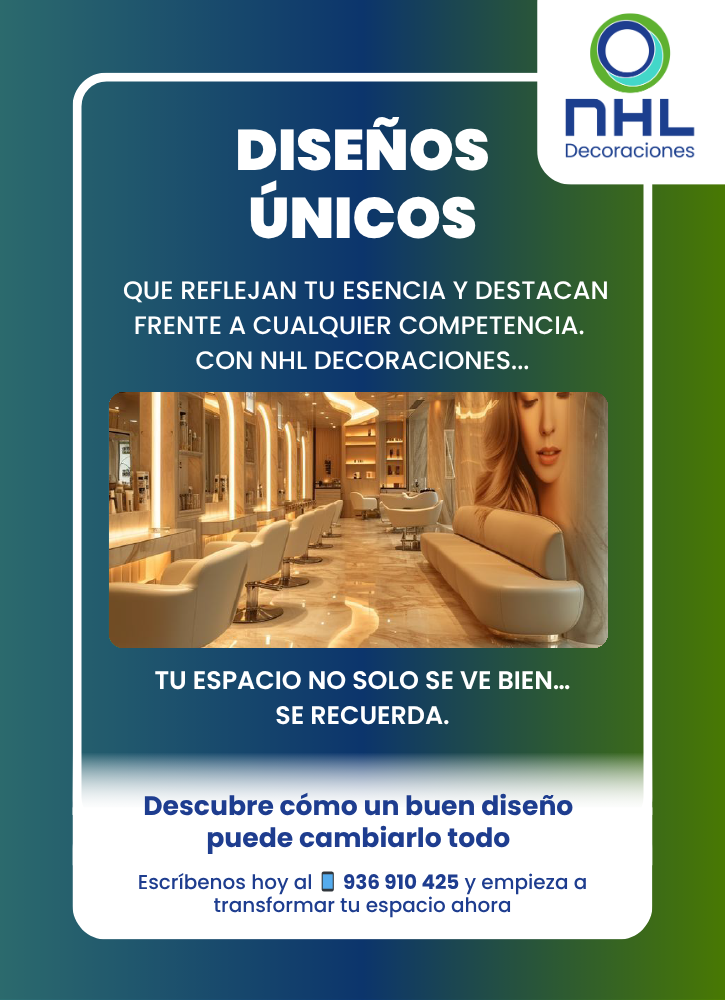 NHL
Decoraciones
DISEÑOS
ÚNICOS
QUE REFLEJAN TU ESENCIA Y DESTACAN
FRENTE A CUALQUIER COMPETENCIA.
CON NHL DECORACIONES...
TU ESPACIO NO SOLO SE VE BIEN...
SE RECUERDA.
Descubre cómo un buen diseño
puede cambiarlo todo
Escríbenos hoy al 📱 936 910 425 y empieza a
transformar tu espacio ahora